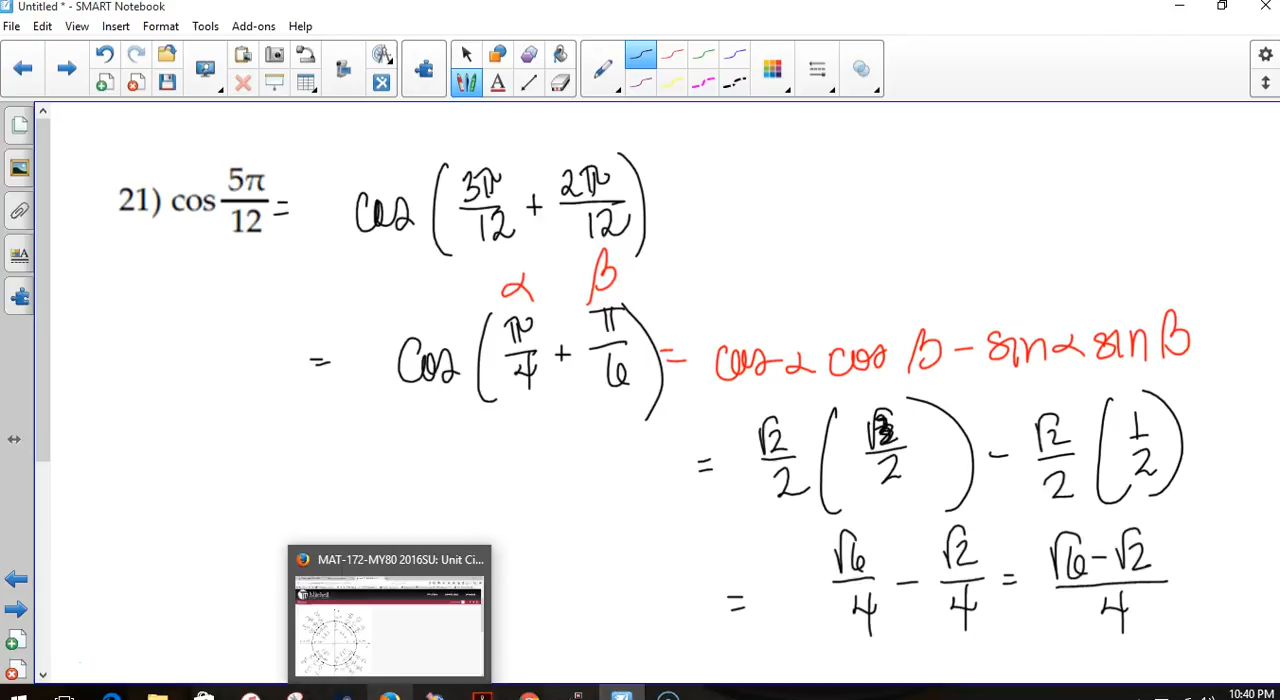 Untitled * - SMART Notebook
File Edit View Insert Format Tools Add-ons Help
21) cos 5π/12 = cos (3π/12 + 2π/12)
α β
= cos (π/4 + π/6) = cos α cos β - sin α sin β
= √2/2 (√3/2) - √2/2 (1/2)
= √6/4 - √2/4 = (√6 - √2)/4
MAT-172-MY80 2016SU: Unit Ci...
Mitchell
10:40 PM